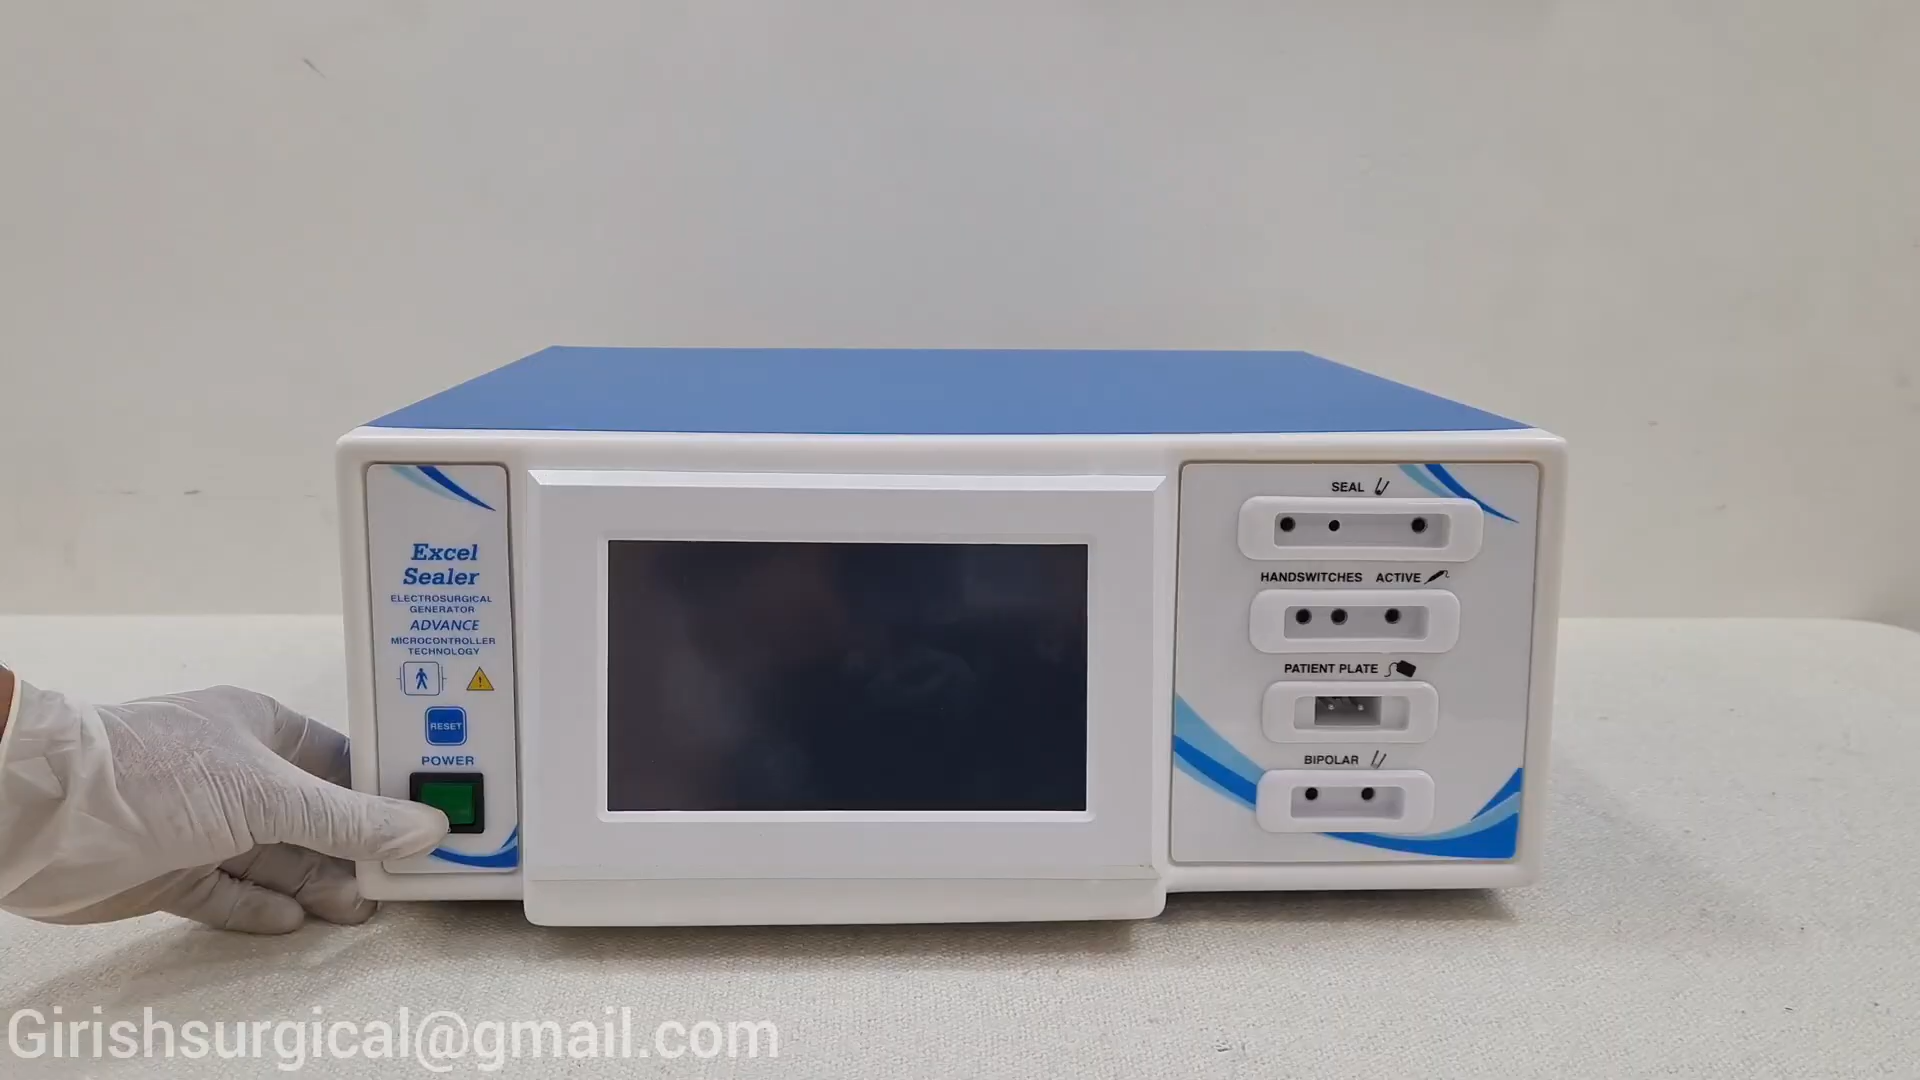 Excel
Sealer
ELECTROSURGICAL
GENERATOR
ADVANCE
MICROCONTROLLER
TECHNOLOGY
RESET
POWER
SEAL
HANDSWITCHES ACTIVE
PATIENT PLATE
BIPOLAR
Girishsurgical@gmail.com